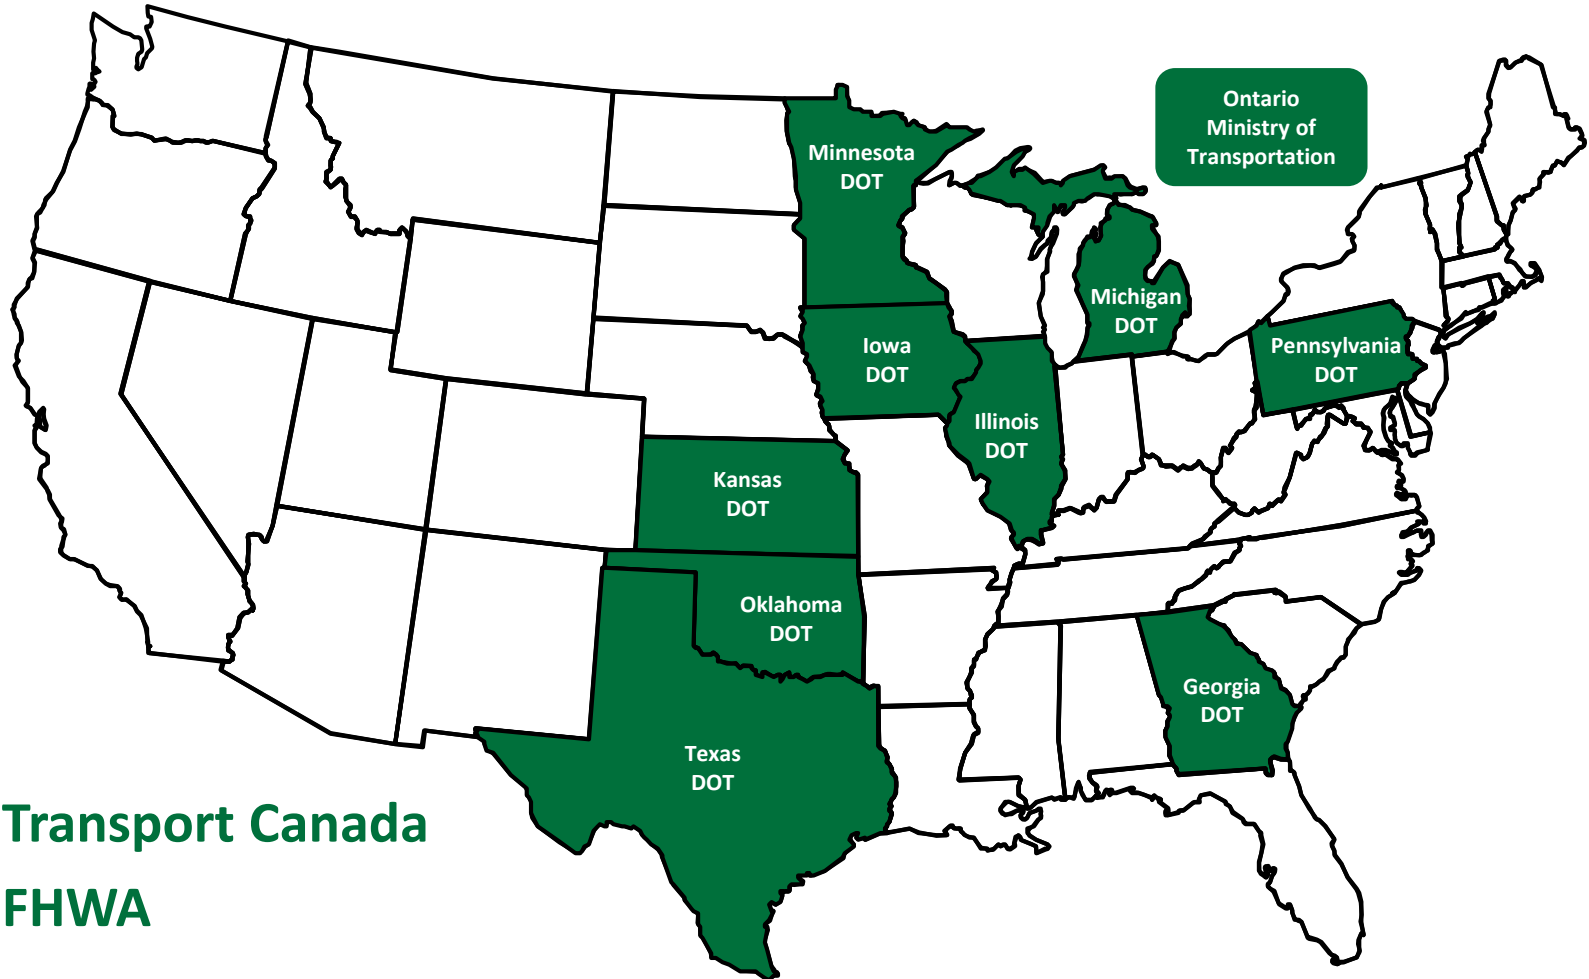 Ontario
Ministry of
Transportation
Minnesota
DOT
Michigan
DOT
Iowa
DOT
Pennsylvania
DOT
Illinois
DOT
Kansas
DOT
Oklahoma
DOT
Georgia
DOT
Texas
DOT
Transport Canada
FHWA